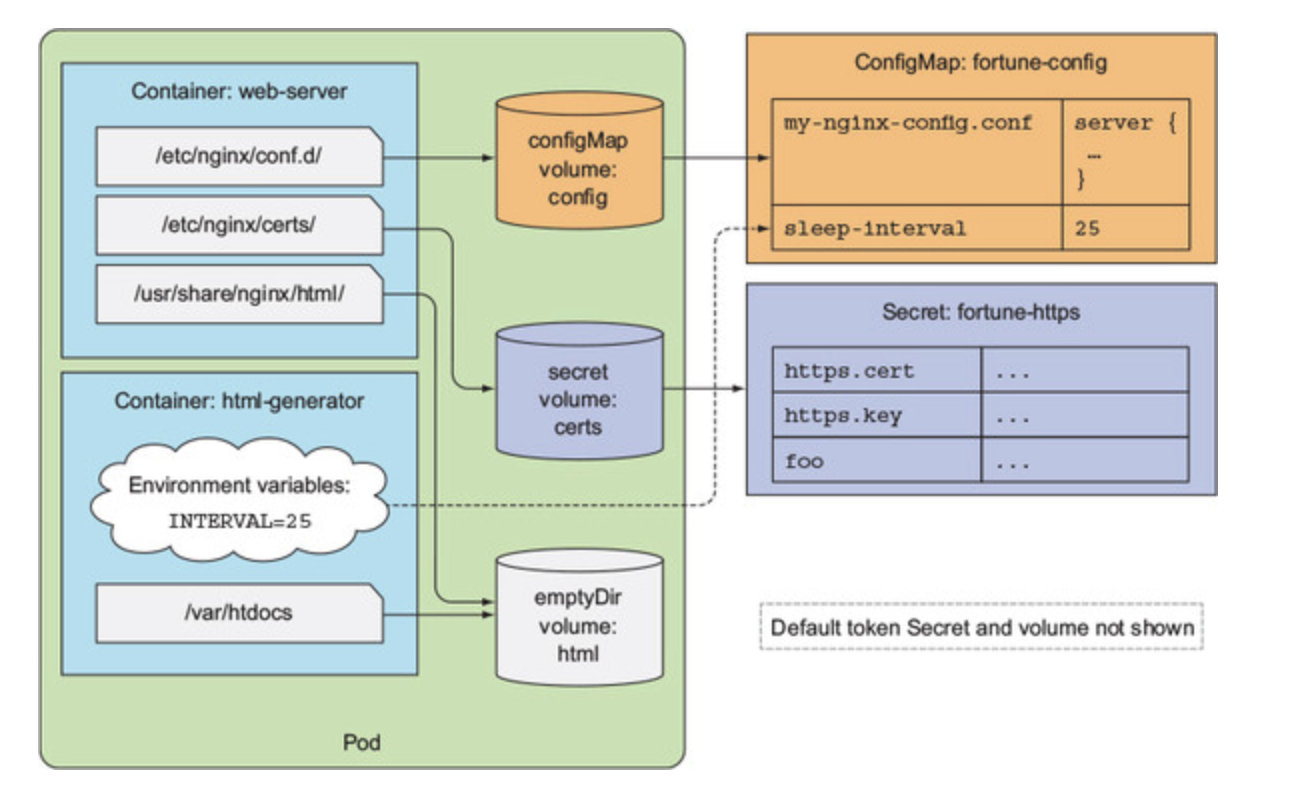 Container: web-server
/etc/nginx/conf.d/
/etc/nginx/certs/
/usr/share/nginx/html/
Container: html-generator
Environment variables:
INTERVAL=25
/var/htdocs
configMap
volume:
config
secret
volume:
certs
emptyDir
volume:
html
Pod
ConfigMap: fortune-config
my-nginx-config.conf
server {
...
}
sleep-interval
25
Secret: fortune-https
https.cert
...
https.key
...
foo
...
Default token Secret and volume not shown